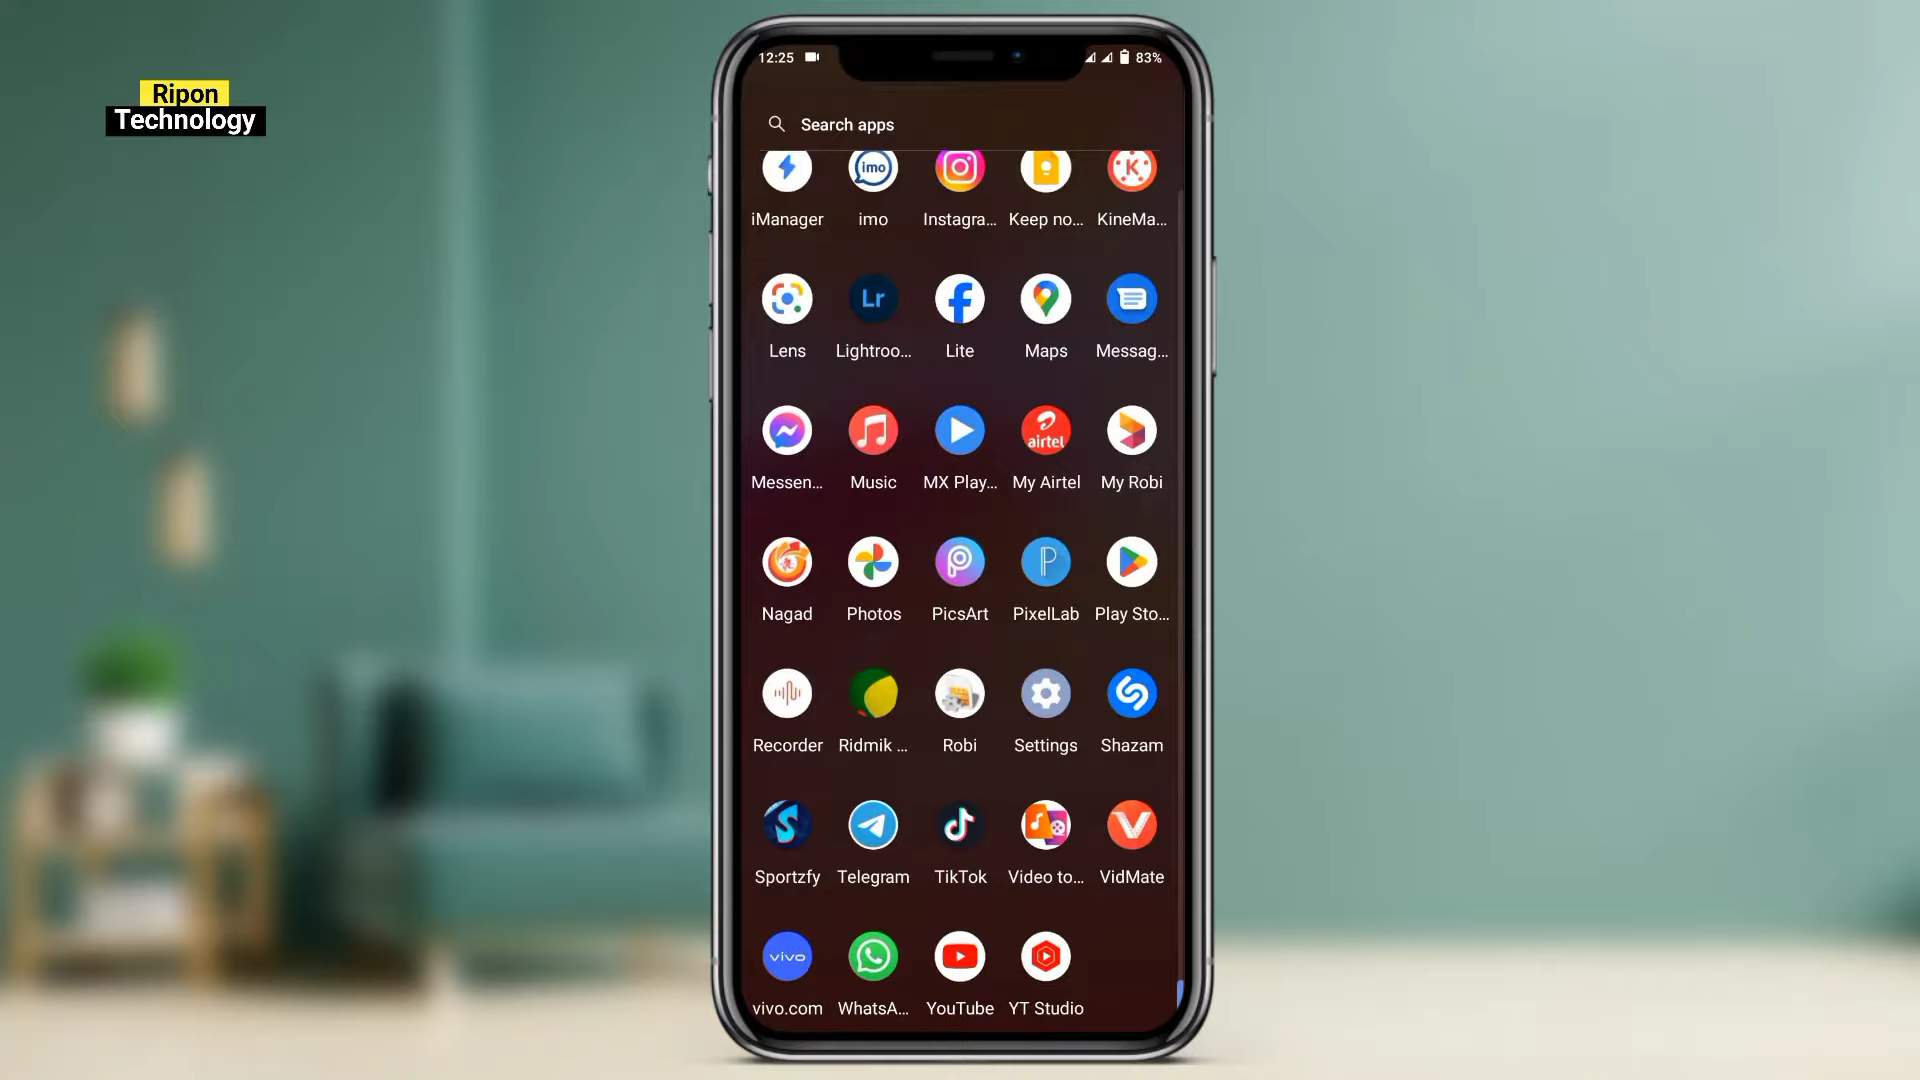 Ripon
Technology
12:25
83%
Search apps
imo
iManager
imo
Instagra...
Keep no...
KineMa...
Lr
Lens
Lightroo...
Lite
Maps
Messag...
airtel
Messen...
Music
MX Play...
My Airtel
My Robi
Nagad
Photos
PicsArt
PixelLab
Play Sto...
Recorder
Ridmik ...
Robi
Settings
Shazam
Sportzfy
Telegram
TikTok
Video to...
VidMate
vivo
vivo.com
WhatsA...
YouTube
YT Studio